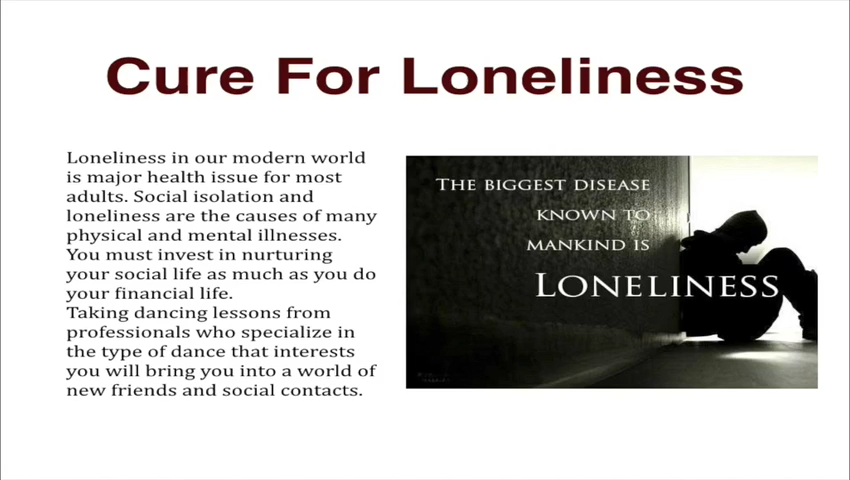 Cure For Loneliness
Loneliness in our modern world
is major health issue for most
adults. Social isolation and
loneliness are the causes of many
physical and mental illnesses.
You must invest in nurturing
your social life as much as you do
your financial life.
Taking dancing lessons from
professionals who specialize in
the type of dance that interests
you will bring you into a world of
new friends and social contacts.
THE BIGGEST DISEASE
KNOWN TO
MANKIND IS
LONELINESS